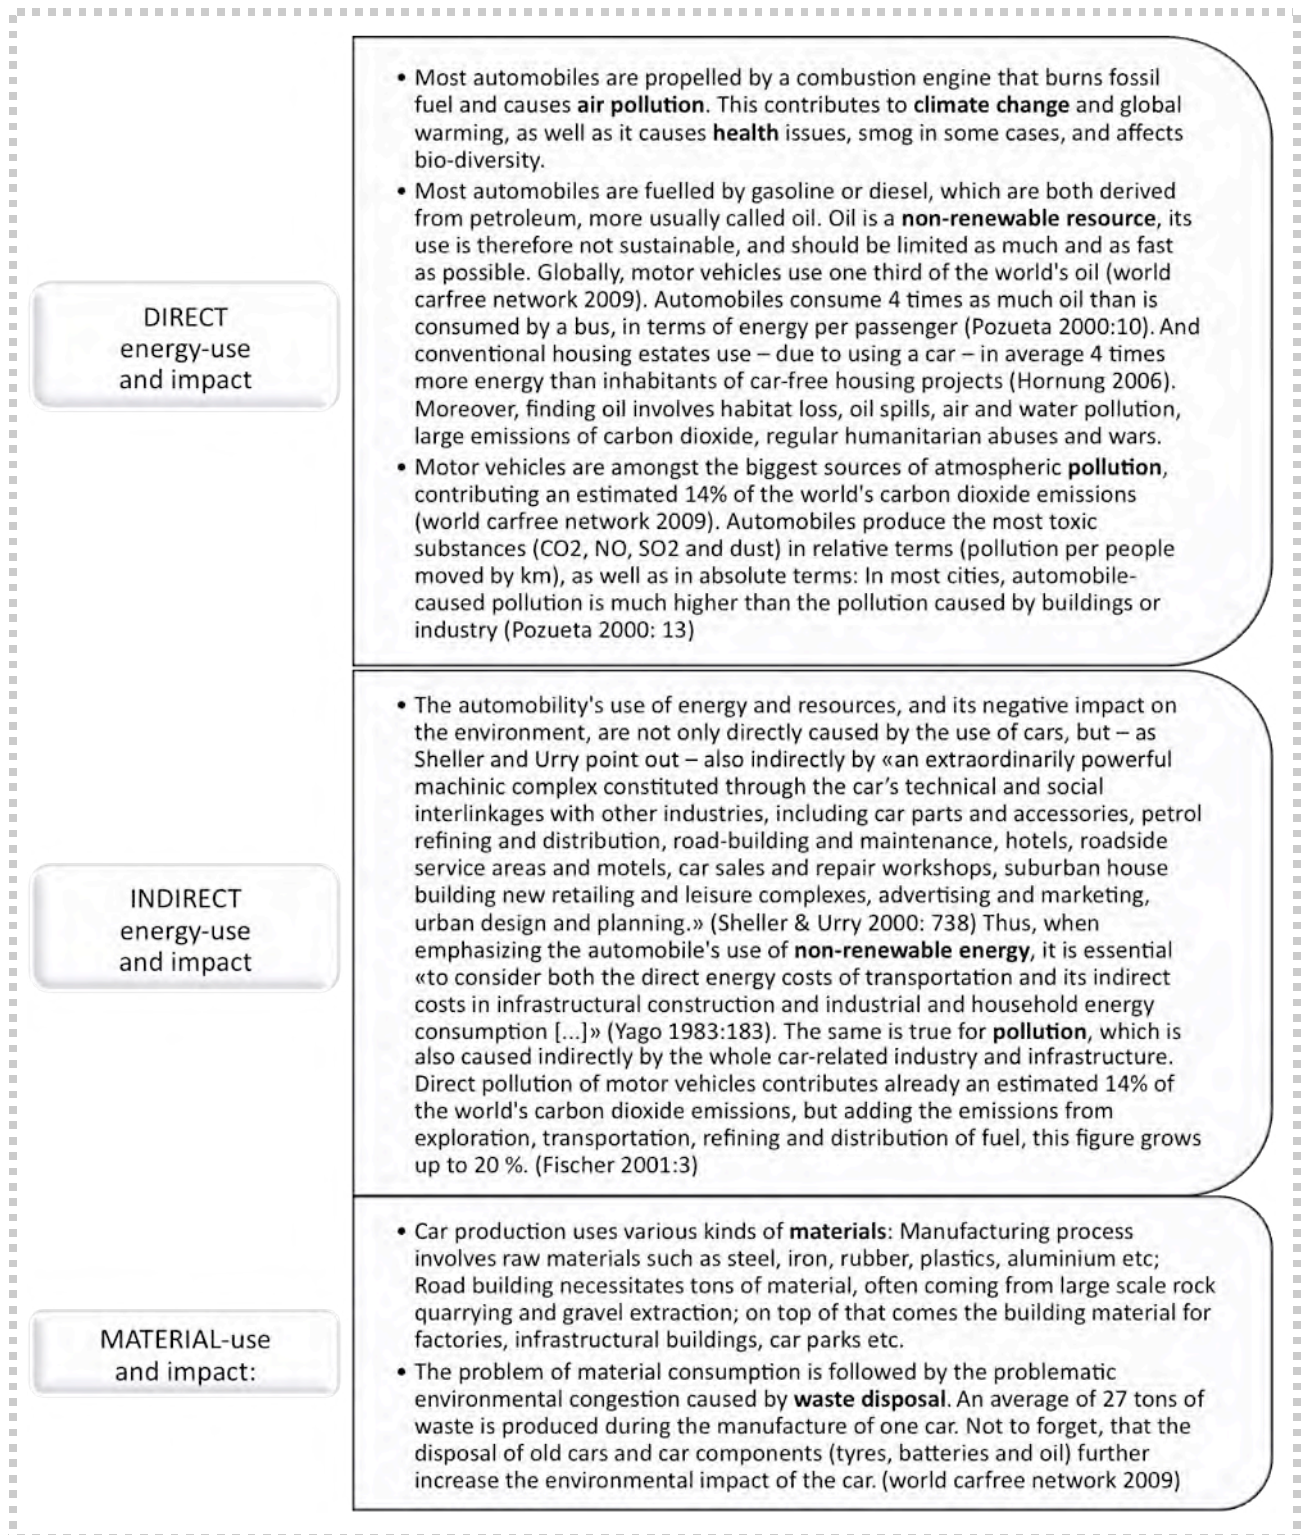 • Most automobiles are propelled by a combustion engine that burns fossil
fuel and causes air pollution. This contributes to climate change and global
warming, as well as it causes health issues, smog in some cases, and affects
bio-diversity.
• Most automobiles are fuelled by gasoline or diesel, which are both derived
from petroleum, more usually called oil. Oil is a non-renewable resource, its
use is therefore not sustainable, and should be limited as much and as fast
as possible. Globally, motor vehicles use one third of the world's oil (world
carfree network 2009). Automobiles consume 4 times as much oil than is
consumed by a bus, in terms of energy per passenger (Pozueta 2000:10). And
conventional housing estates use – due to using a car – in average 4 times
more energy than inhabitants of car-free housing projects (Hornung 2006).
Moreover, finding oil involves habitat loss, oil spills, air and water pollution,
large emissions of carbon dioxide, regular humanitarian abuses and wars.
• Motor vehicles are amongst the biggest sources of atmospheric pollution,
contributing an estimated 14% of the world's carbon dioxide emissions
(world carfree network 2009). Automobiles produce the most toxic
substances (CO2, NO, SO2 and dust) in relative terms (pollution per people
moved by km), as well as in absolute terms: In most cities, automobile-
caused pollution is much higher than the pollution caused by buildings or
industry (Pozueta 2000: 13)
DIRECT
energy-use
and impact
• The automobility's use of energy and resources, and its negative impact on
the environment, are not only directly caused by the use of cars, but – as
Sheller and Urry point out – also indirectly by «an extraordinarily powerful
machinic complex constituted through the car's technical and social
interlinkages with other industries, including car parts and accessories, petrol
refining and distribution, road-building and maintenance, hotels, roadside
service areas and motels, car sales and repair workshops, suburban house
building new retailing and leisure complexes, advertising and marketing,
urban design and planning.» (Sheller & Urry 2000: 738) Thus, when
emphasizing the automobile's use of non-renewable energy, it is essential
«to consider both the direct energy costs of transportation and its indirect
costs in infrastructural construction and industrial and household energy
consumption [...]» (Yago 1983:183). The same is true for pollution, which is
also caused indirectly by the whole car-related industry and infrastructure.
Direct pollution of motor vehicles contributes already an estimated 14% of
the world's carbon dioxide emissions, but adding the emissions from
exploration, transportation, refining and distribution of fuel, this figure grows
up to 20 %. (Fischer 2001:3)
INDIRECT
energy-use
and impact
• Car production uses various kinds of materials: Manufacturing process
involves raw materials such as steel, iron, rubber, plastics, aluminium etc;
Road building necessitates tons of material, often coming from large scale rock
quarrying and gravel extraction; on top of that comes the building material for
factories, infrastructural buildings, car parks etc.
• The problem of material consumption is followed by the problematic
environmental congestion caused by waste disposal. An average of 27 tons of
waste is produced during the manufacture of one car. Not to forget, that the
disposal of old cars and car components (tyres, batteries and oil) further
increase the environmental impact of the car. (world carfree network 2009)
MATERIAL-use
and impact: